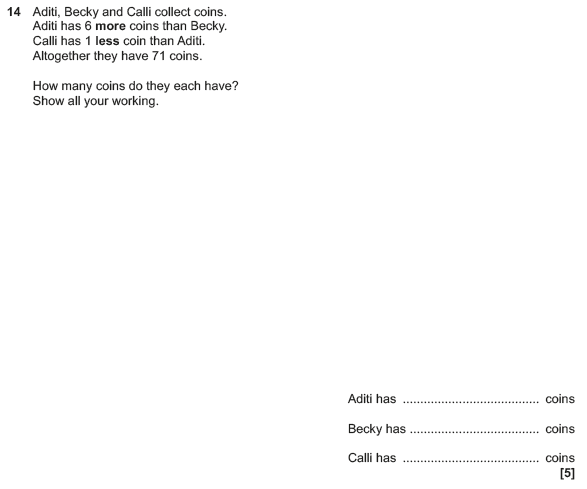 14 Aditi, Becky and Calli collect coins.
Aditi has 6 more coins than Becky.
Calli has 1 less coin than Aditi.
Altogether they have 71 coins.
How many coins do they each have?
Show all your working.
Aditi has ....................................... coins
Becky has ..................................... coins
Calli has ....................................... coins
[5]